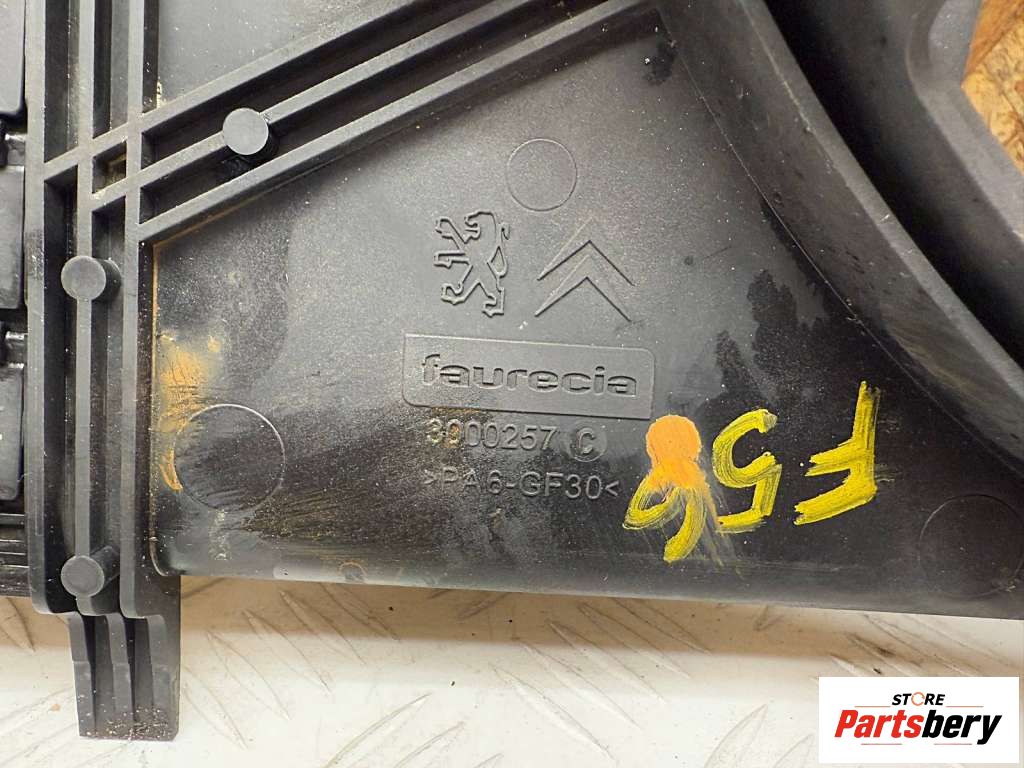 faurecia
3000257 C
>PA6-GF30<
F56
STORE
Partsbery